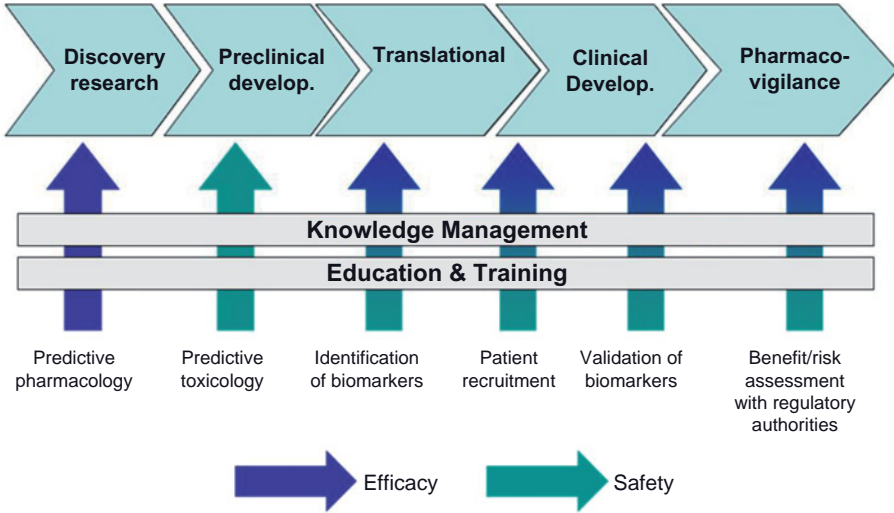 Discovery
research
Preclinical
develop.
Translational
Clinical
Develop.
Pharmaco-
vigilance
Knowledge Management
Education & Training
Predictive
pharmacology
Predictive
toxicology
Identification
of biomarkers
Patient
recruitment
Validation of
biomarkers
Benefit/risk
assessment
with regulatory
authorities
Efficacy
Safety